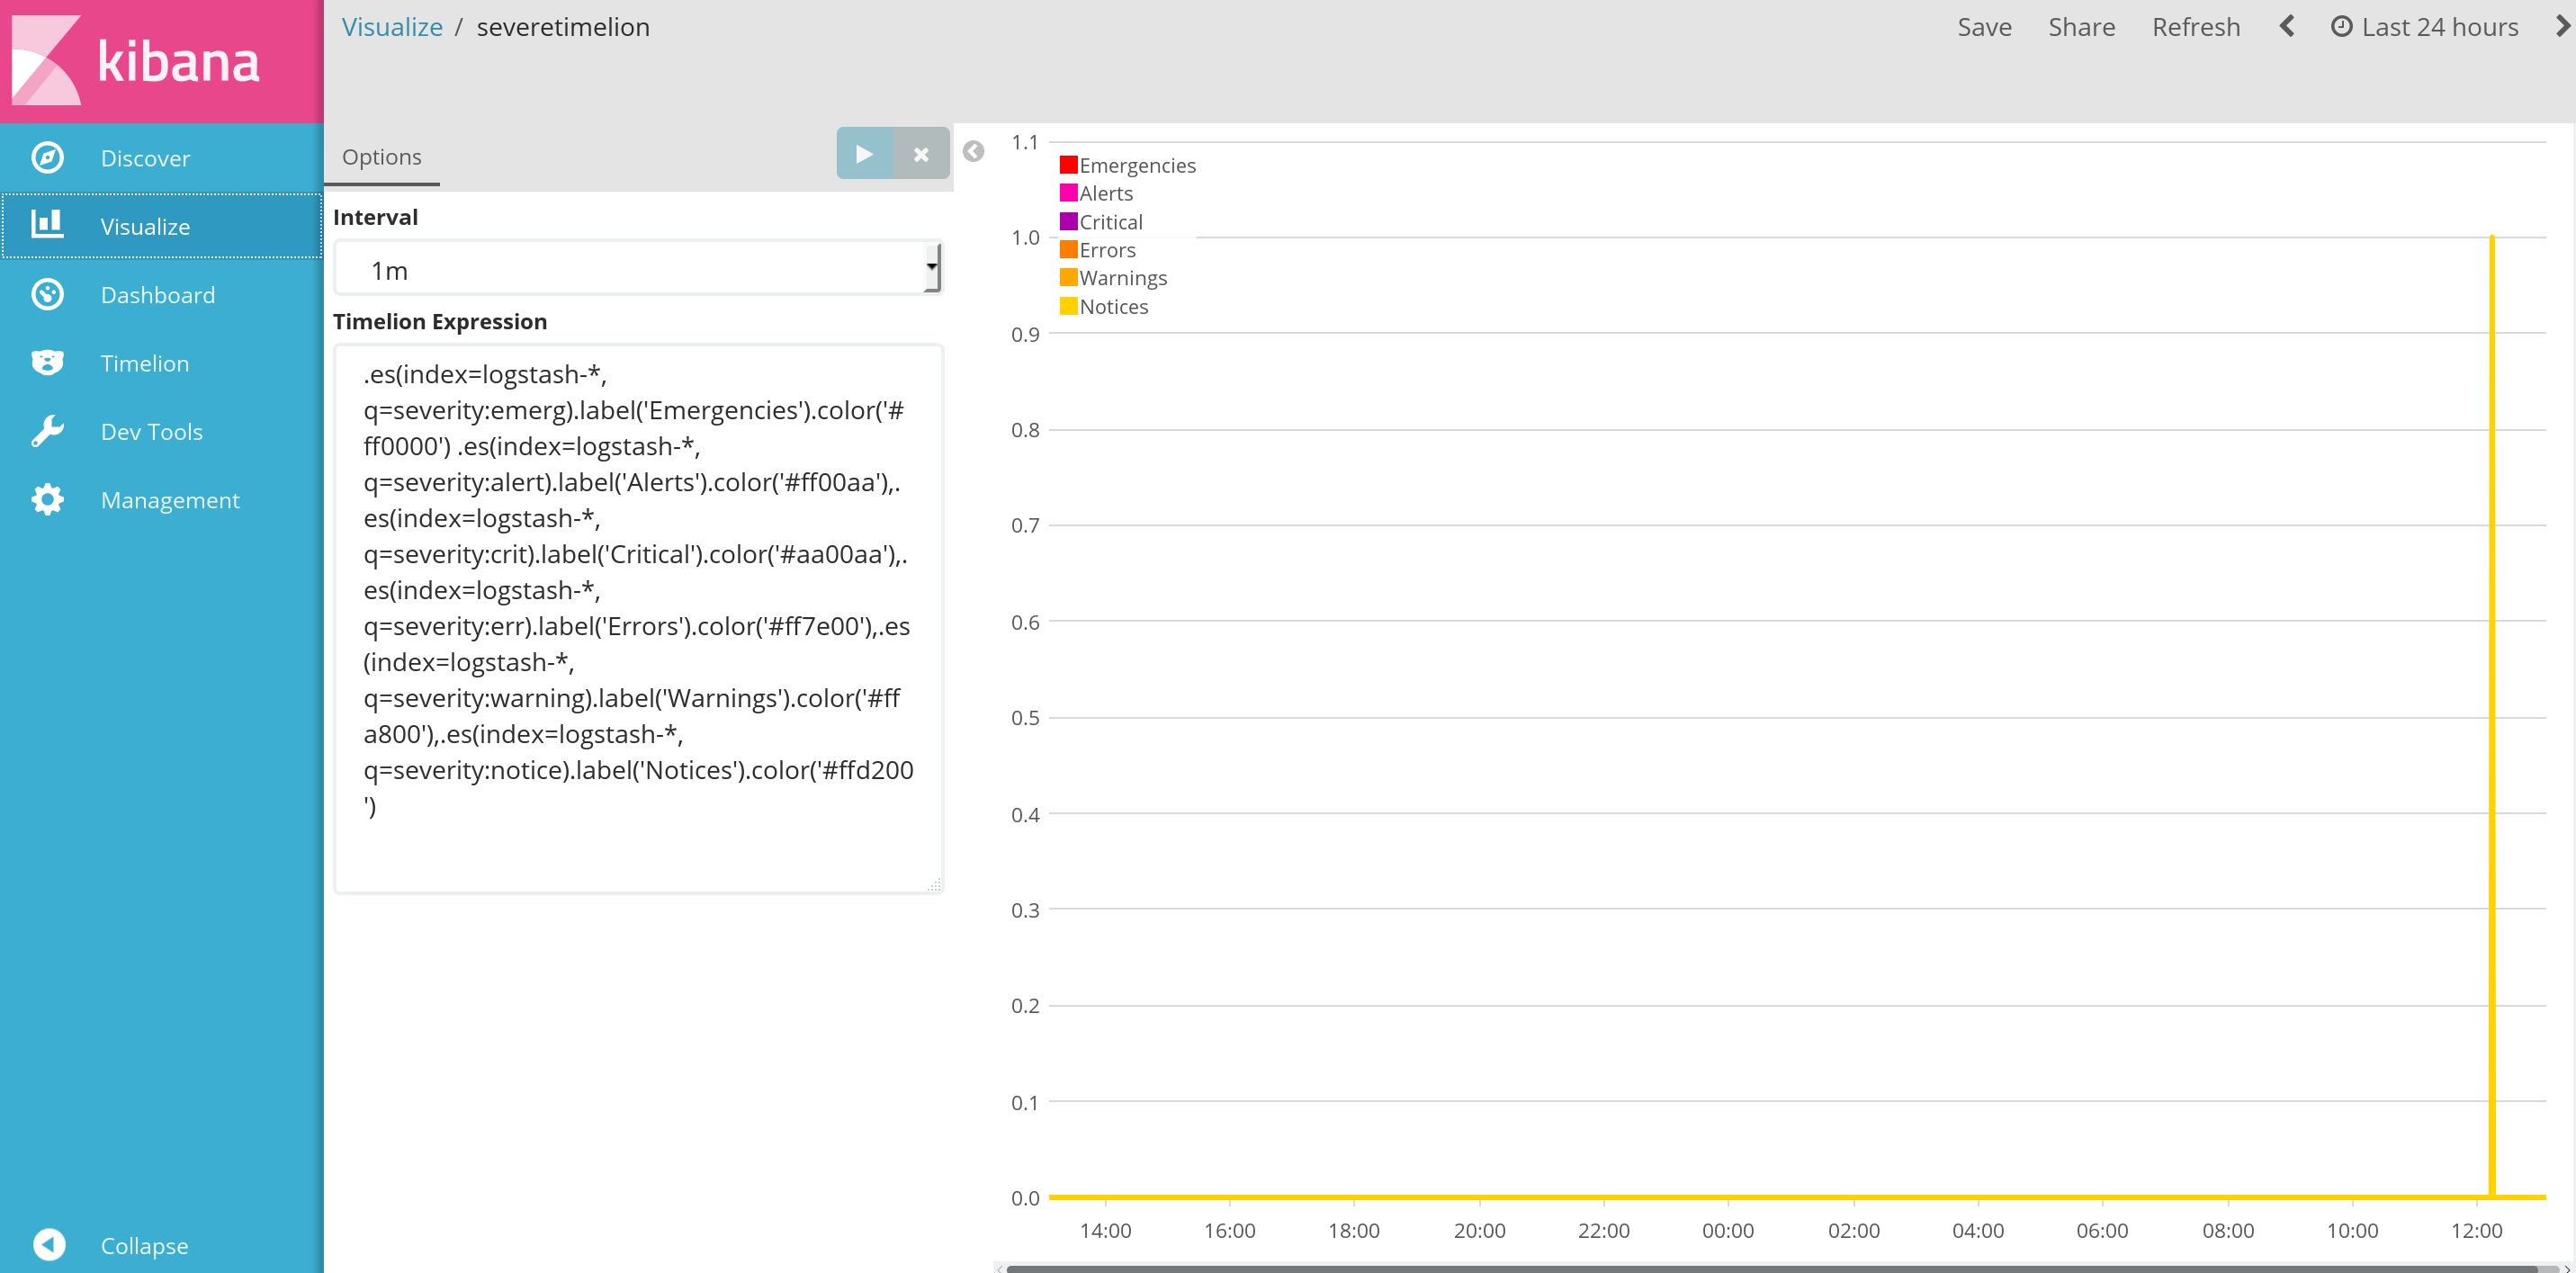 kibana
Visualize / severetimelion
Save Share Refresh Last 24 hours
Discover
Visualize
Dashboard
Timelion
Dev Tools
Management
Collapse
Options
Interval
1m
Timelion Expression
.es(index=logstash-*,
q=severity:emerg).label('Emergencies').color('#
ff0000') .es(index=logstash-*,
q=severity:alert).label('Alerts').color('#ff00aa'),.
es(index=logstash-*,
q=severity:crit).label('Critical').color('#aa00aa'),.
es(index=logstash-*,
q=severity:err).label('Errors').color('#ff7e00'),.es
(index=logstash-*,
q=severity:warning).label('Warnings').color('#ff
a800'),.es(index=logstash-*,
q=severity:notice).label('Notices').color('#ffd200
')
Emergencies
Alerts
Critical
Errors
Warnings
Notices
1.1
1.0
0.9
0.8
0.7
0.6
0.5
0.4
0.3
0.2
0.1
0.0
14:00 16:00 18:00 20:00 22:00 00:00 02:00 04:00 06:00 08:00 10:00 12:00